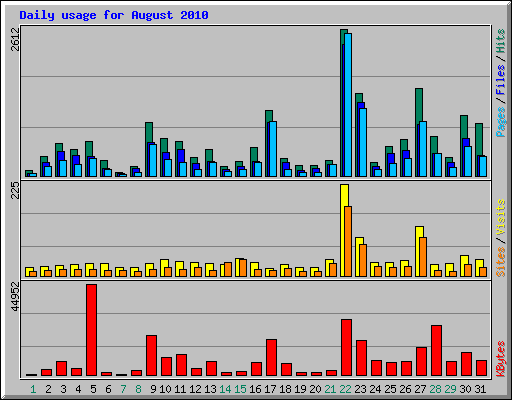 Daily usage for August 2010
2612
Pages / Files / Hits
225
Sites / Visits
44952
KBytes
1 2 3 4 5 6 7 8 9 10 11 12 13 14 15 16 17 18 19 20 21 22 23 24 25 26 27 28 29 30 31